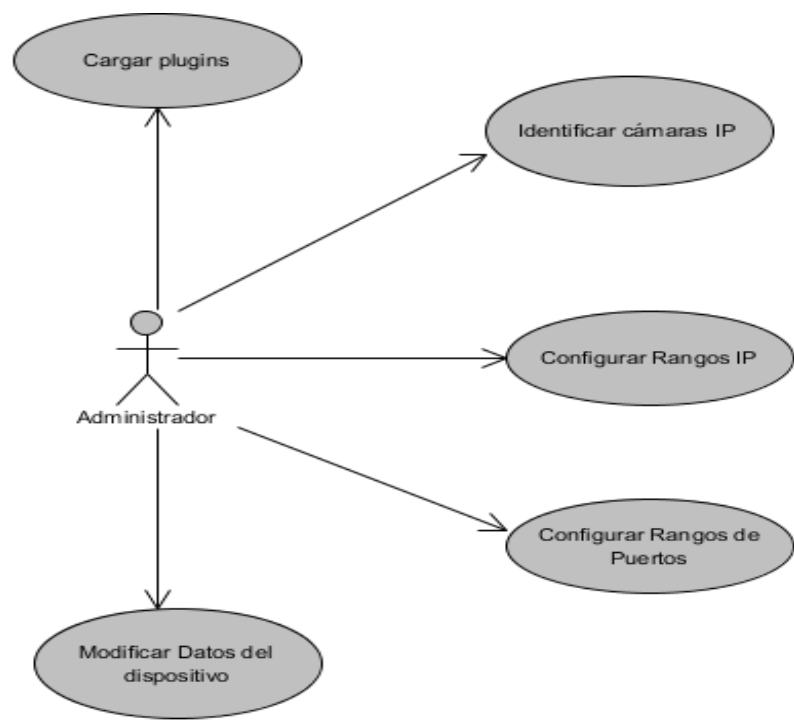 Cargar plugins
Identificar cámaras IP
Configurar Rangos IP
Administrador
Configurar Rangos de
Puertos
Modificar Datos del
dispositivo